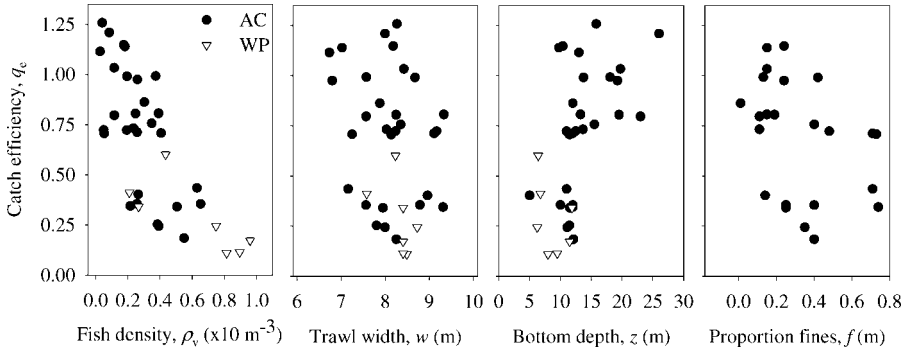 Catch efficiency, qe
1.25
1.00
0.75
0.50
0.25
0.00
AC
WP
0.0 0.2 0.4 0.6 0.8 1.0
Fish density, ρv (x10 m⁻³)
6 7 8 9 10
Trawl width, w (m)
5 10 15 20 25 30
Bottom depth, z (m)
0.0 0.2 0.4 0.6 0.8
Proportion fines, f (m)